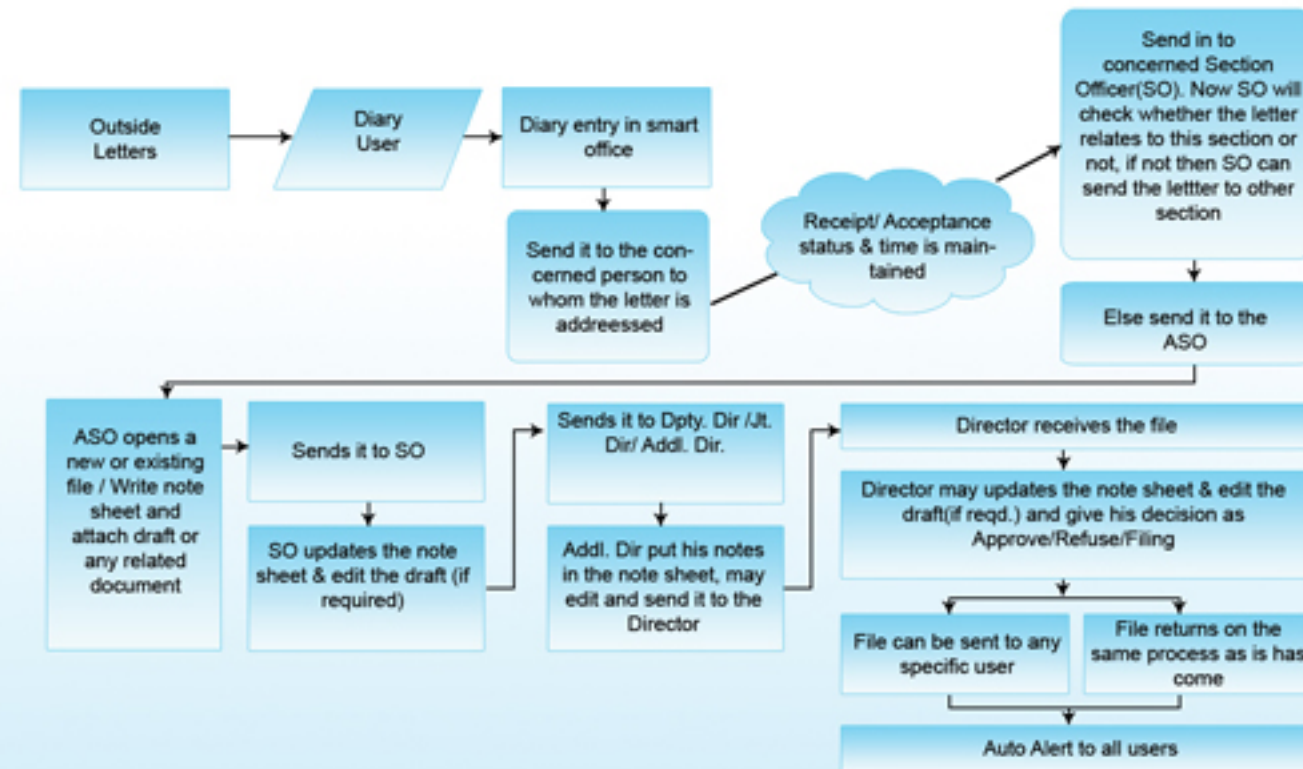 Outside
Letters
Diary
User
Diary entry in smart
office
Send it to the con-
cerned person to
whom the letter is
addreessed
Receipt/ Acceptance
status & time is main-
tained
Send in to
concerned Section
Officer(SO). Now SO will
check whether the letter
relates to this section or
not, if not then SO can
send the lettter to other
section
Else send it to the
ASO
ASO opens a
new or existing
file / Write note
sheet and
attach draft or
any related
document
Sends it to SO
SO updates the note
sheet & edit the draft (if
required)
Sends it to Dpty. Dir /Jt.
Dir/ Addl. Dir.
Addl. Dir put his notes
in the note sheet, may
edit and send it to the
Director
Director receives the file
Director may updates the note sheet & edit the
draft(if reqd.) and give his decision as
Approve/Refuse/Filing
File can be sent to any
specific user
File returns on the
same process as is has
come
Auto Alert to all users